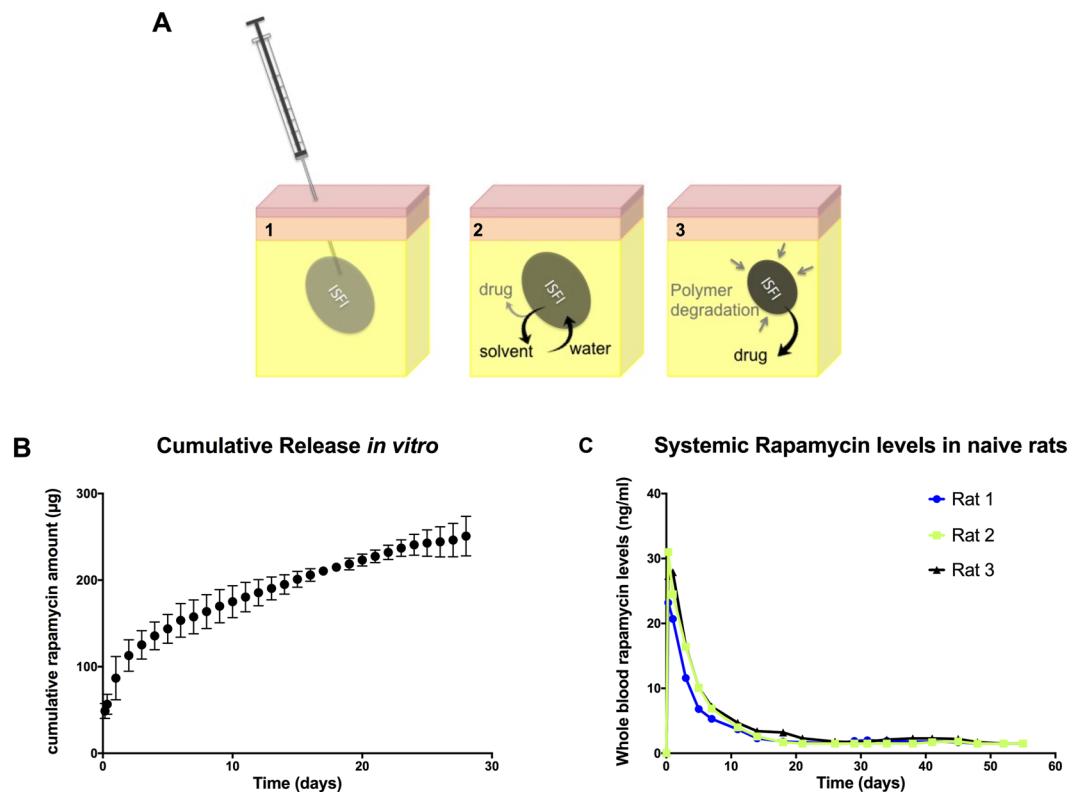 A
1
ISFI
2
ISFI
drug
solvent
water
3
ISFI
Polymer
degradation
drug
B
Cumulative Release in vitro
cumulative rapamycin amount (µg)
300
200
100
0
0
10
20
30
Time (days)
C
Systemic Rapamycin levels in naive rats
Whole blood rapamycin levels (ng/ml)
40
30
20
10
0
0
10
20
30
40
50
60
Time (days)
Rat 1
Rat 2
Rat 3